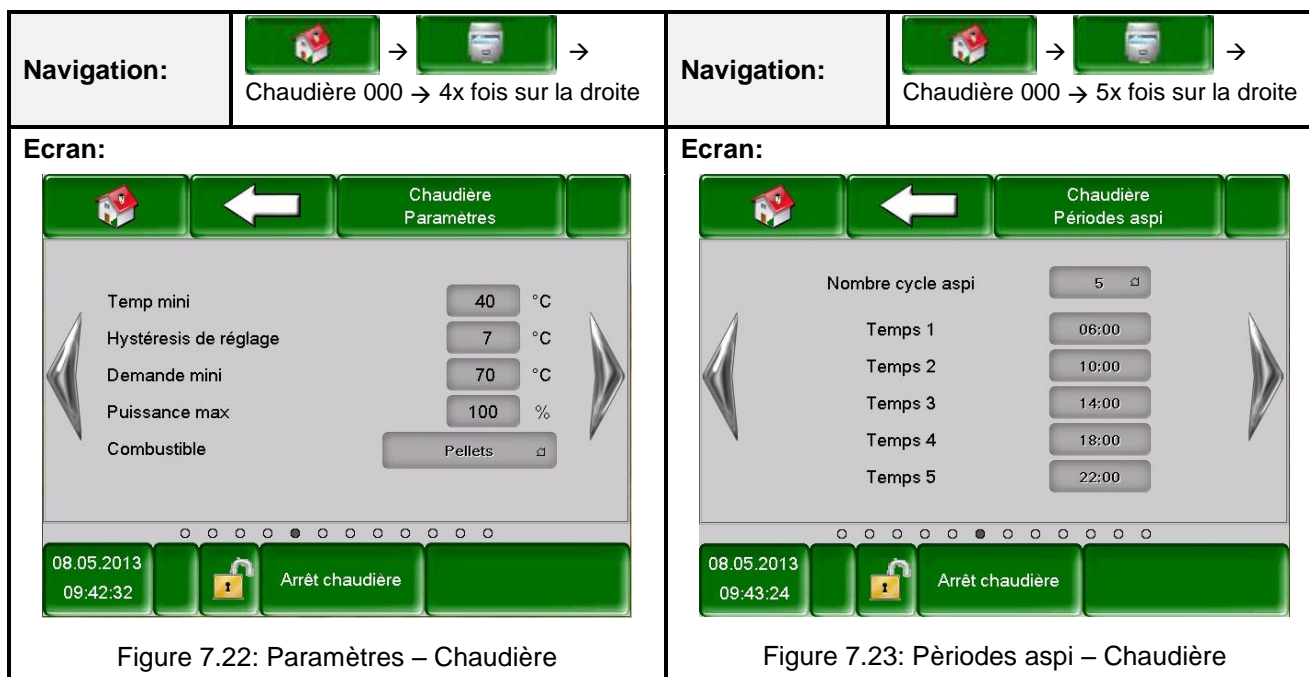 Navigation:
→ →
Chaudière 000 → 4x fois sur la droite
Ecran:
Chaudière
Paramètres
Temp mini 40 °C
Hystéresis de réglage 7 °C
Demande mini 70 °C
Puissance max 100 %
Combustible Pellets
08.05.2013
09:42:32
Arrêt chaudière
Figure 7.22: Paramètres – Chaudière
Navigation:
→ →
Chaudière 000 → 5x fois sur la droite
Ecran:
Chaudière
Périodes aspi
Nombre cycle aspi 5
Temps 1 06:00
Temps 2 10:00
Temps 3 14:00
Temps 4 18:00
Temps 5 22:00
08.05.2013
09:43:24
Arrêt chaudière
Figure 7.23: Pèriodes aspi – Chaudière